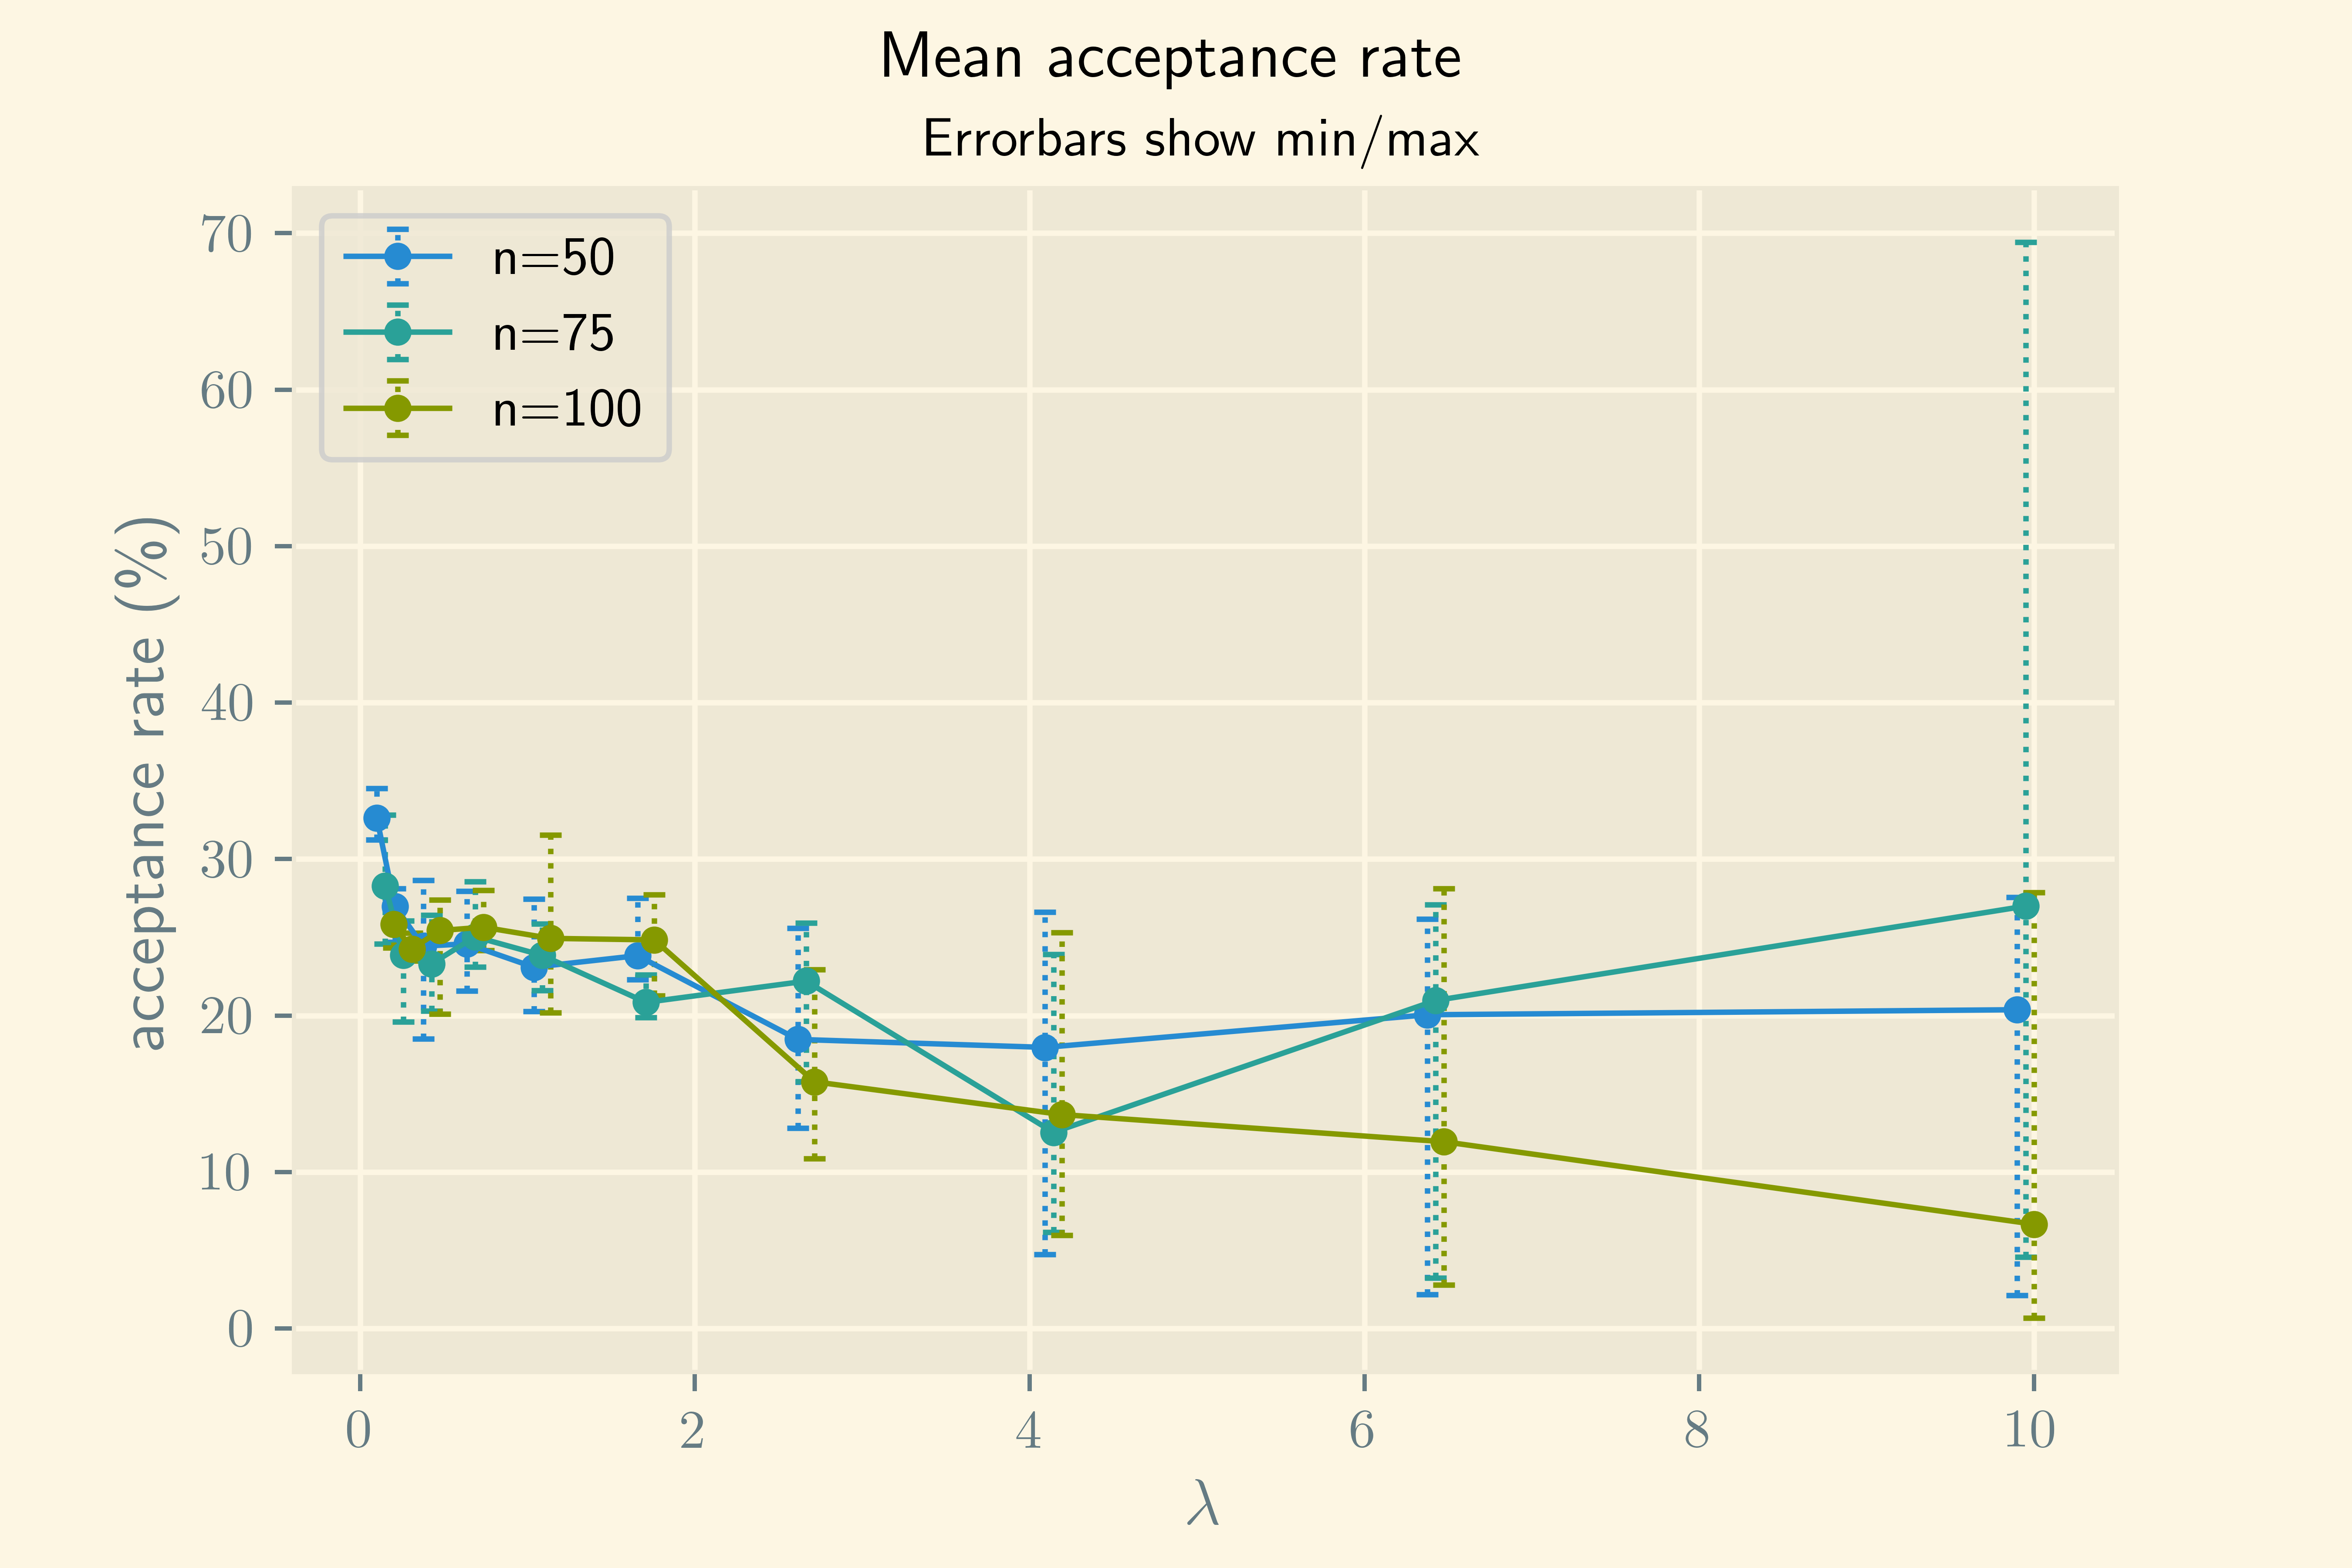 Mean acceptance rate
Errorbars show min/max
n=50
n=75
n=100
acceptance rate (%)
70
60
50
40
30
20
10
0
0 2 4 6 8 10
λ